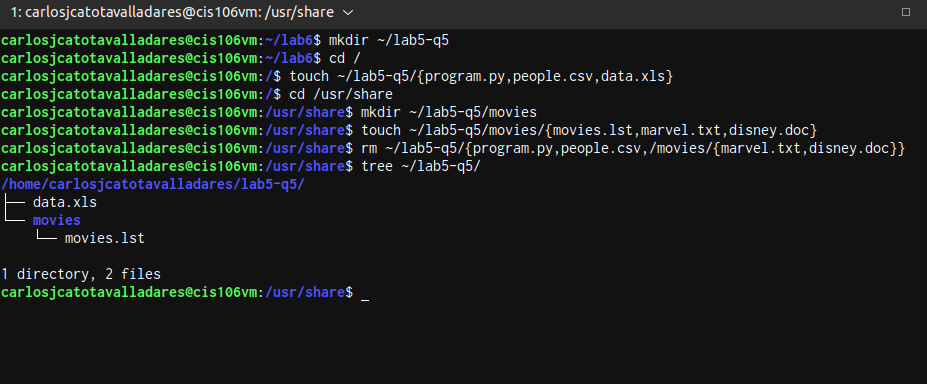 1: carlosjcatotavalladares@cis106vm: /usr/share
carlosjcatotavalladares@cis106vm:~/lab6$ mkdir ~/lab5-q5
carlosjcatotavalladares@cis106vm:~/lab6$ cd /
carlosjcatotavalladares@cis106vm:/$ touch ~/lab5-q5/{program.py,people.csv,data.xls}
carlosjcatotavalladares@cis106vm:/$ cd /usr/share
carlosjcatotavalladares@cis106vm:/usr/share$ mkdir ~/lab5-q5/movies
carlosjcatotavalladares@cis106vm:/usr/share$ touch ~/lab5-q5/movies/{movies.lst,marvel.txt,disney.doc}
carlosjcatotavalladares@cis106vm:/usr/share$ rm ~/lab5-q5/{program.py,people.csv,/movies/{marvel.txt,disney.doc}}
carlosjcatotavalladares@cis106vm:/usr/share$ tree ~/lab5-q5/
/home/carlosjcatotavalladares/lab5-q5/
├── data.xls
└── movies
    └── movies.lst
1 directory, 2 files
carlosjcatotavalladares@cis106vm:/usr/share$ _